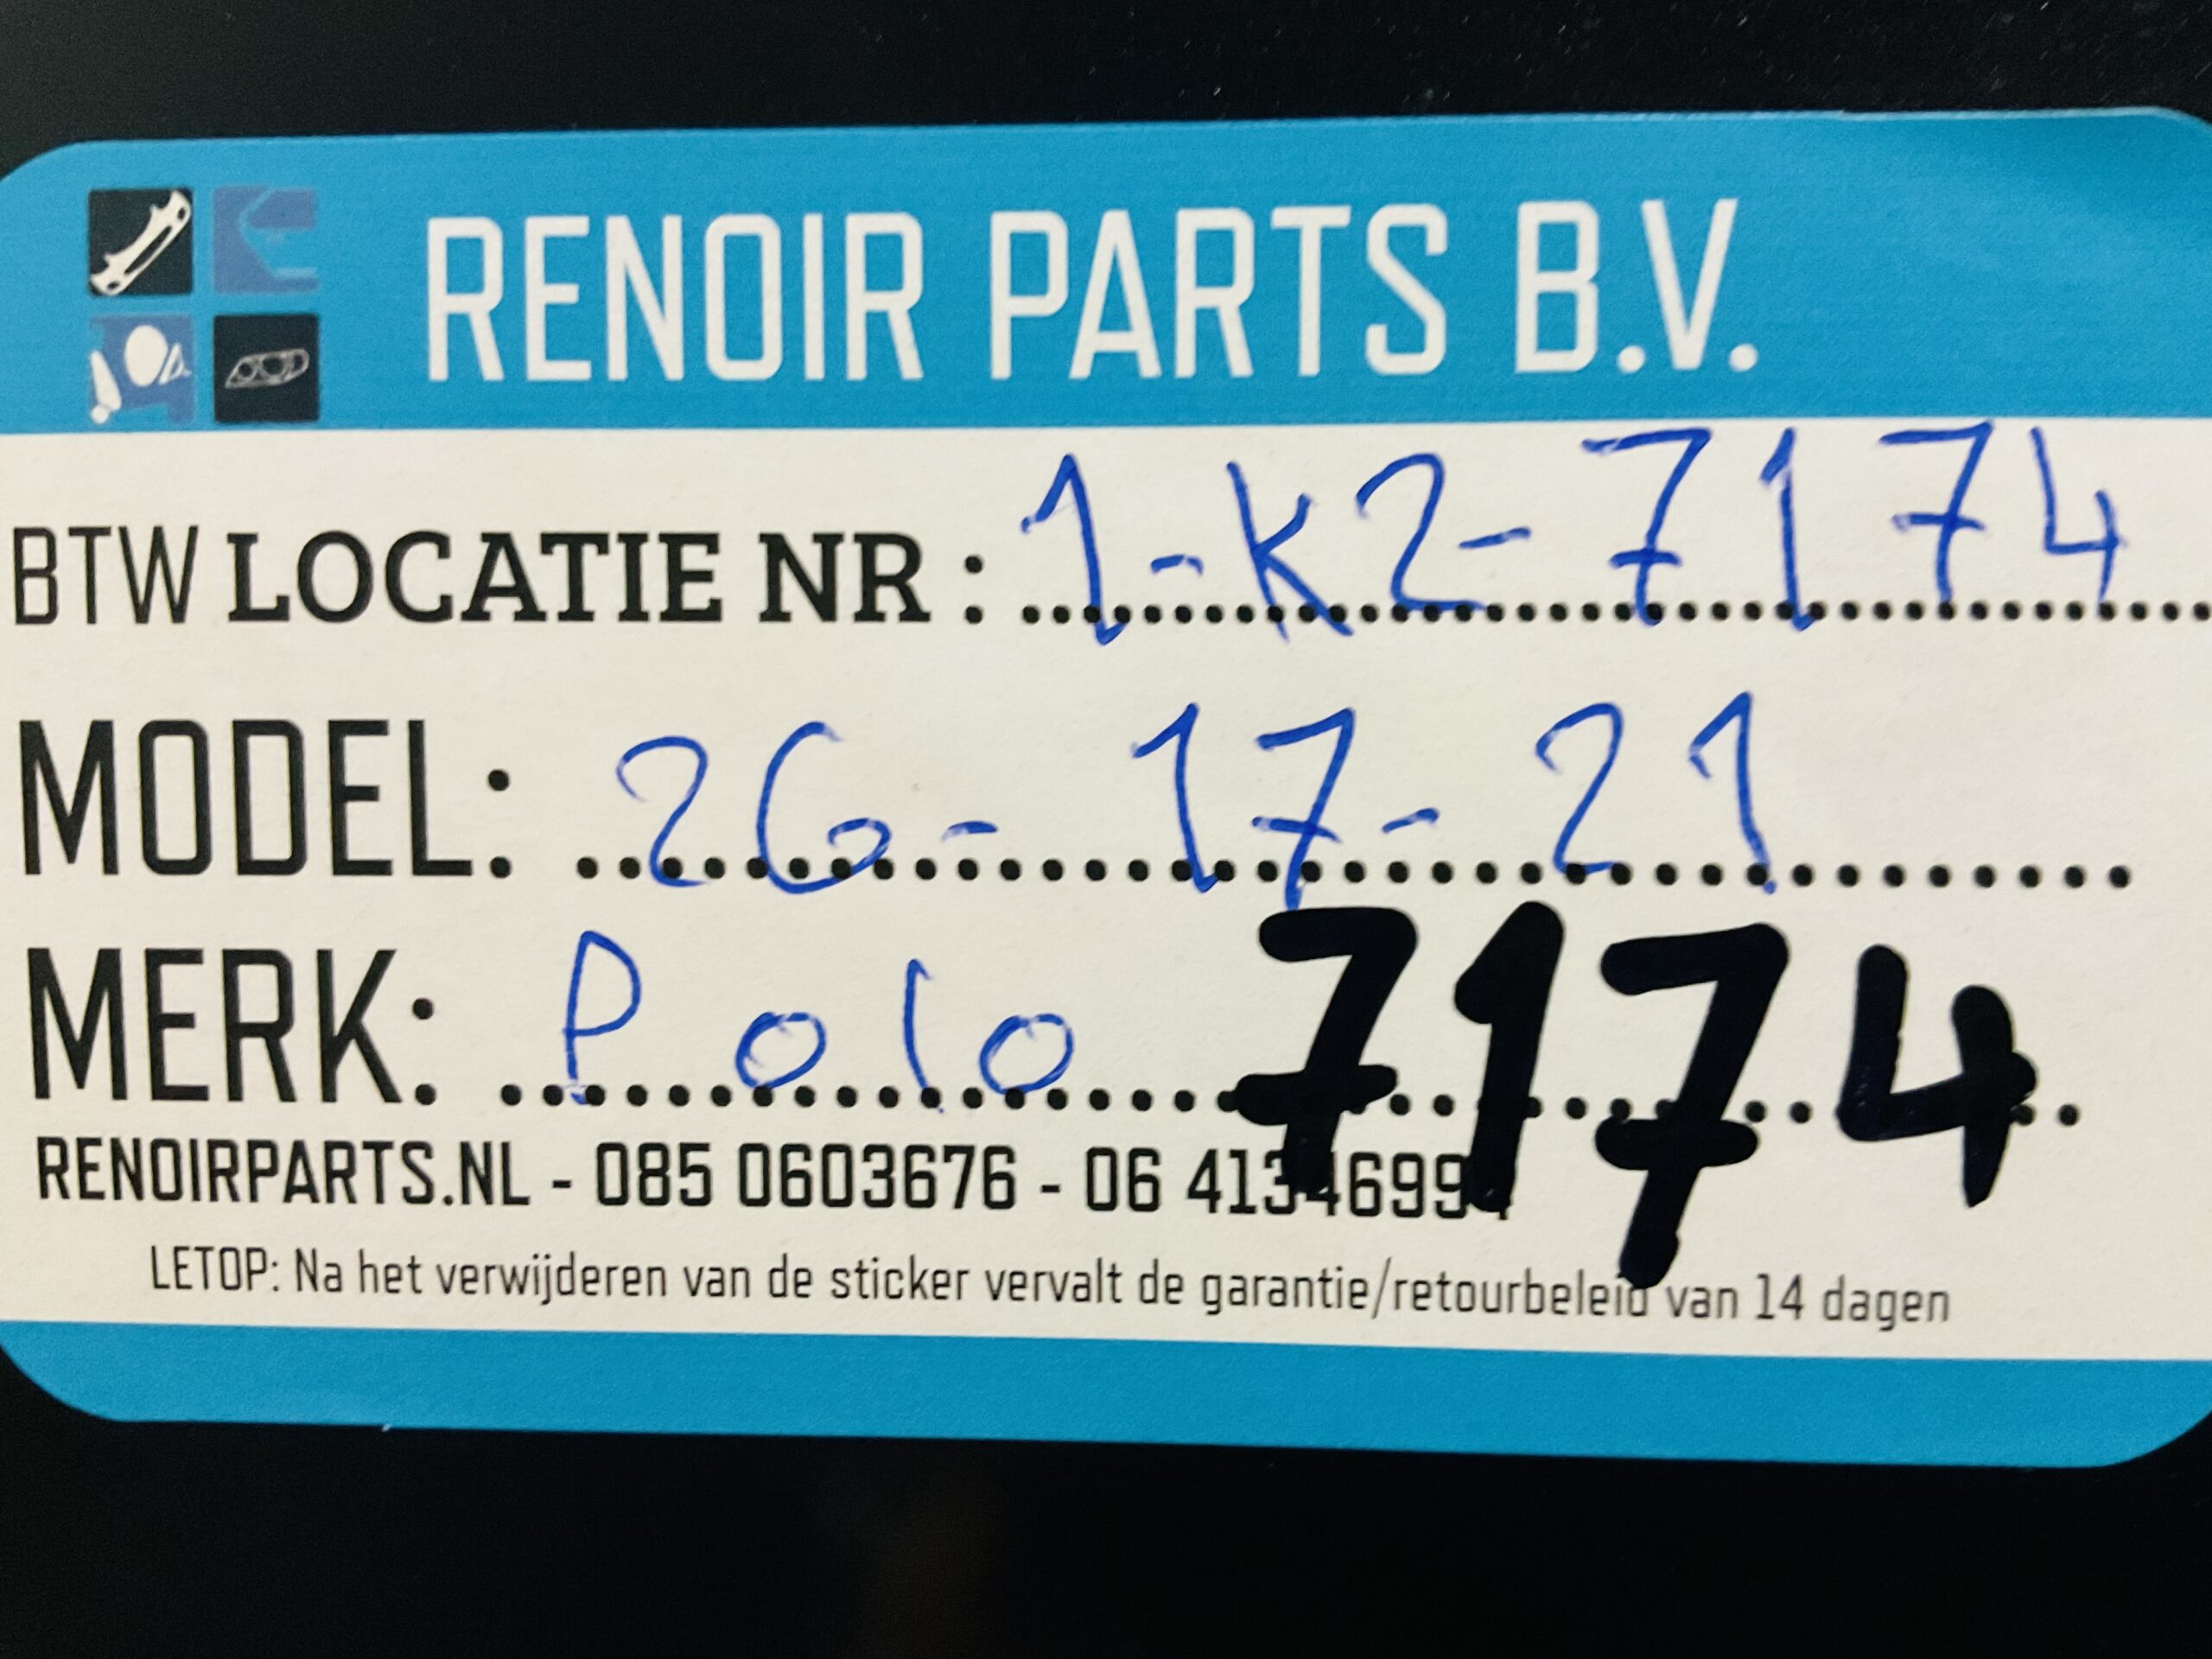 RENOIR PARTS B.V.
BTW LOCATIE NR : 1-K2-7174
MODEL: 2G-17-21
MERK: Polo 7174
RENOIRPARTS.NL - 085 0603676 - 06
LETOP: Na het verwijderen van de sticker vervalt de garantie/retourbeleid van 14 dagen